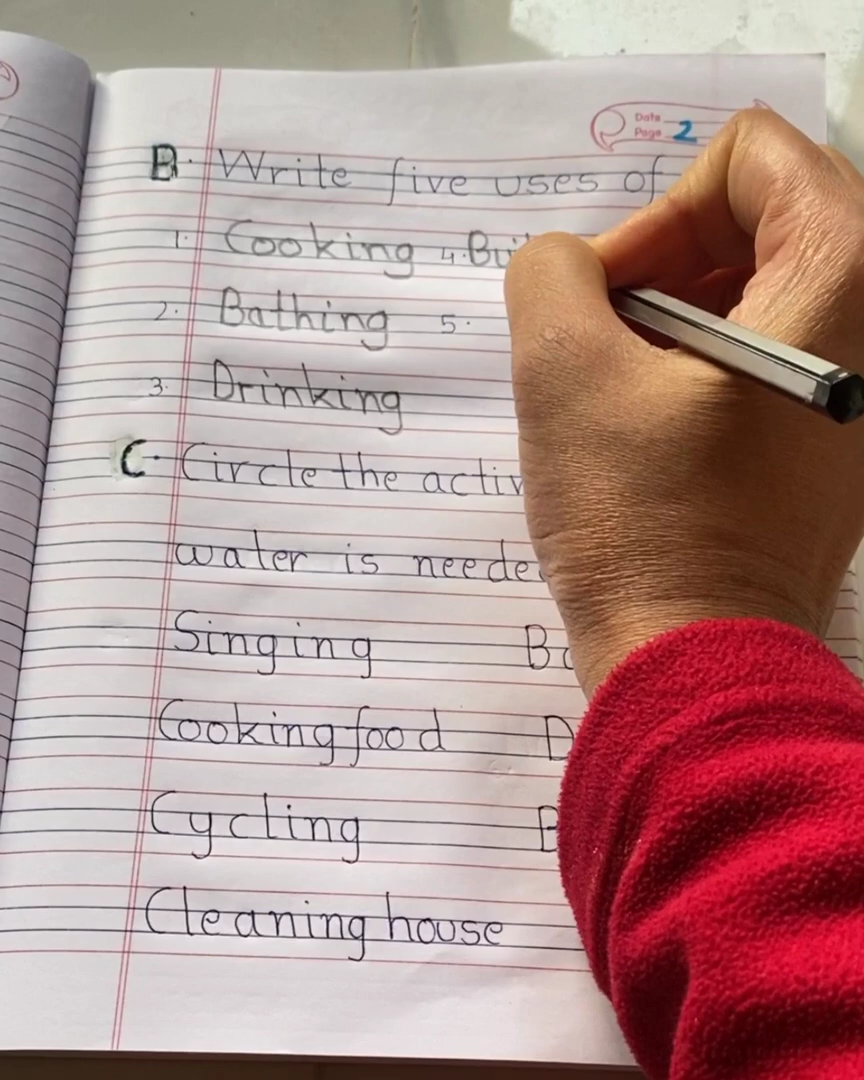 Date
Page 2
B. Write five uses of
1. Cooking 4.
2. Bathing 5.
3. Drinking
C. Circle the
water is
Singing
Cooking food
Cycling
Cleaning house